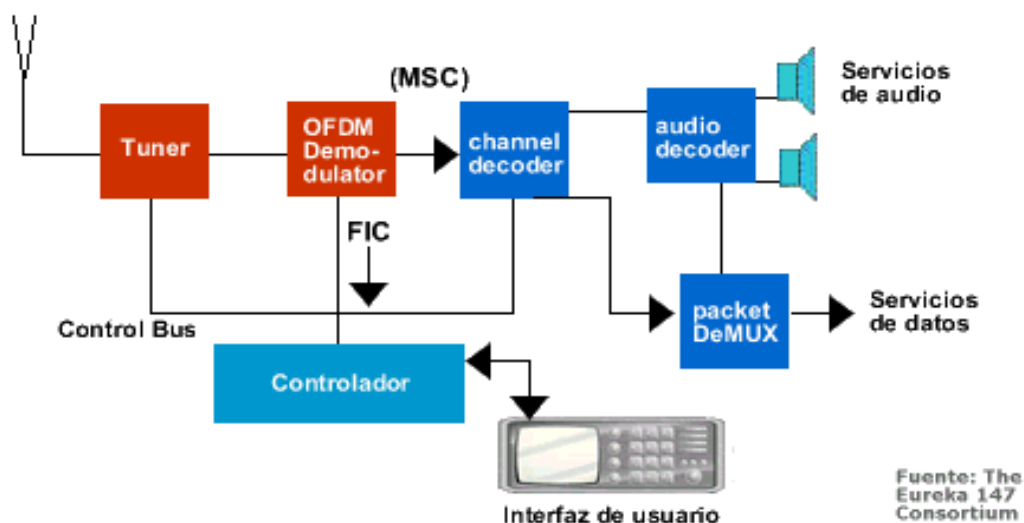 (MSC)
Servicios
de audio
Tuner
OFDM
Demo-
dulator
channel
decoder
audio
decoder
FIC
Control Bus
packet
DeMUX
Servicios
de datos
Controlador
Interfaz de usuario
Fuente: The
Eureka 147
Consortium